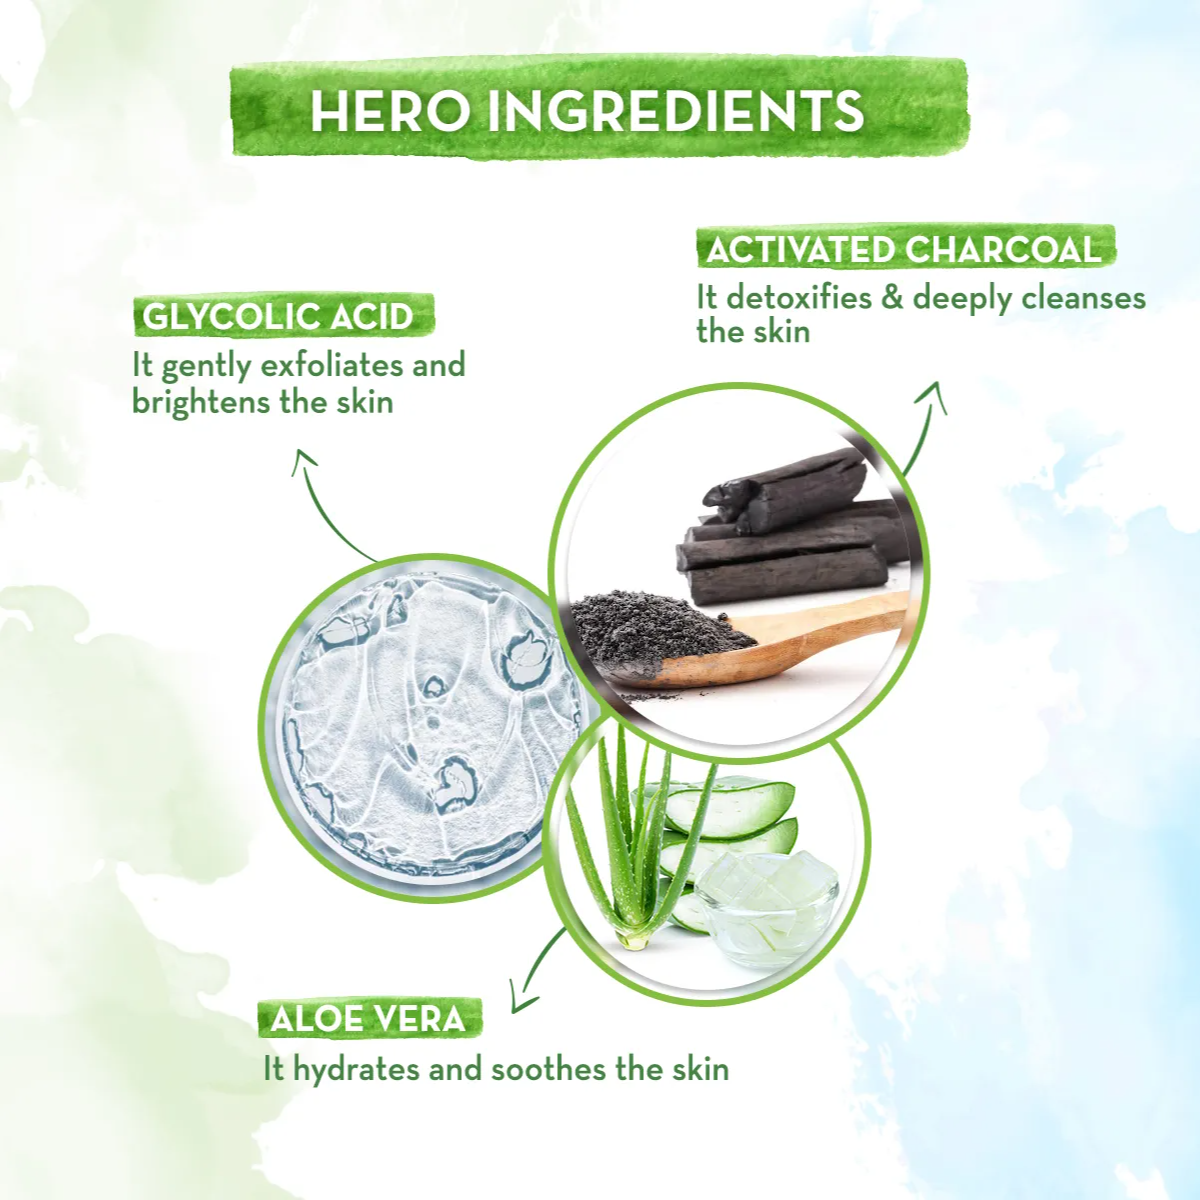 HERO INGREDIENTS
ACTIVATED CHARCOAL
It detoxifies & deeply cleanses
the skin
GLYCOLIC ACID
It gently exfoliates and
brightens the skin
ALOE VERA
It hydrates and soothes the skin